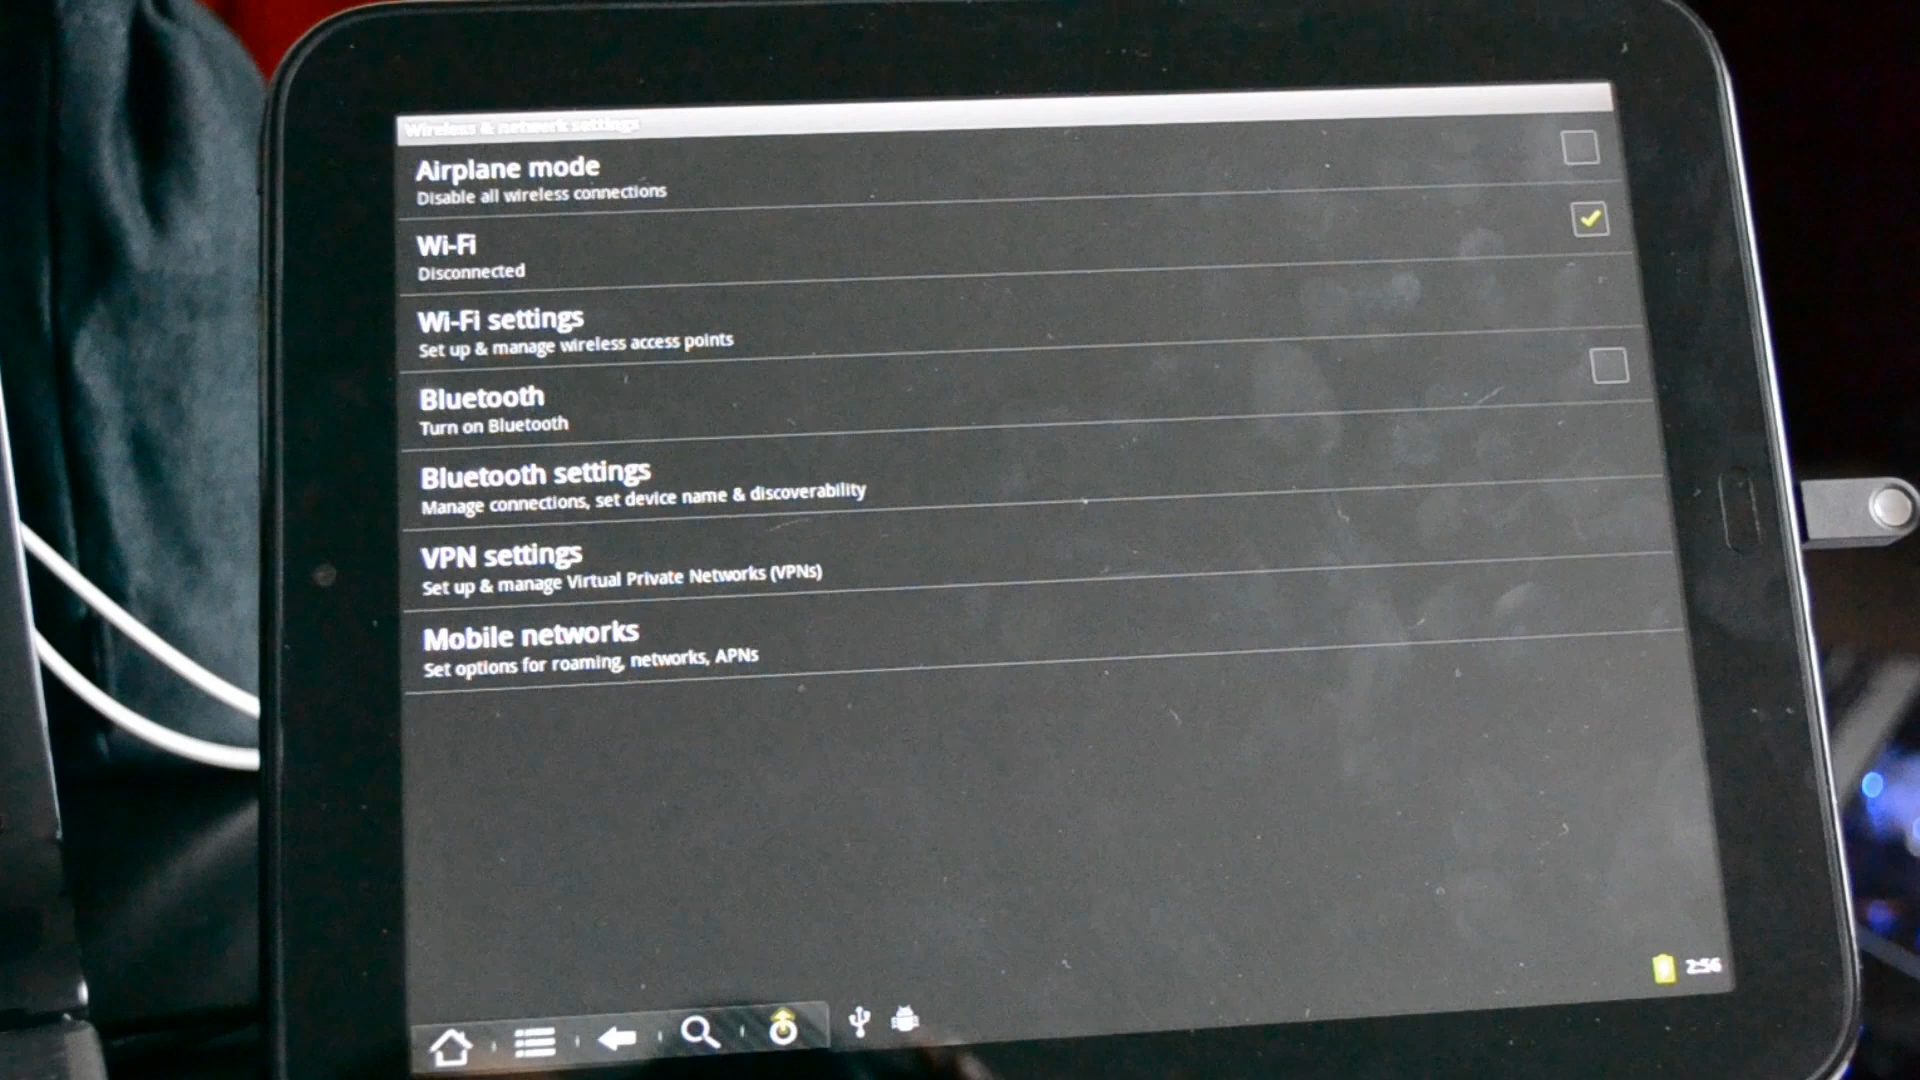 Wireless & network settings
Airplane mode
Disable all wireless connections
Wi-Fi
Disconnected
Wi-Fi settings
Set up & manage wireless access points
Bluetooth
Turn on Bluetooth
Bluetooth settings
Manage connections, set device name & discoverability
VPN settings
Set up & manage Virtual Private Networks (VPNs)
Mobile networks
Set options for roaming, networks, APNs
2:56